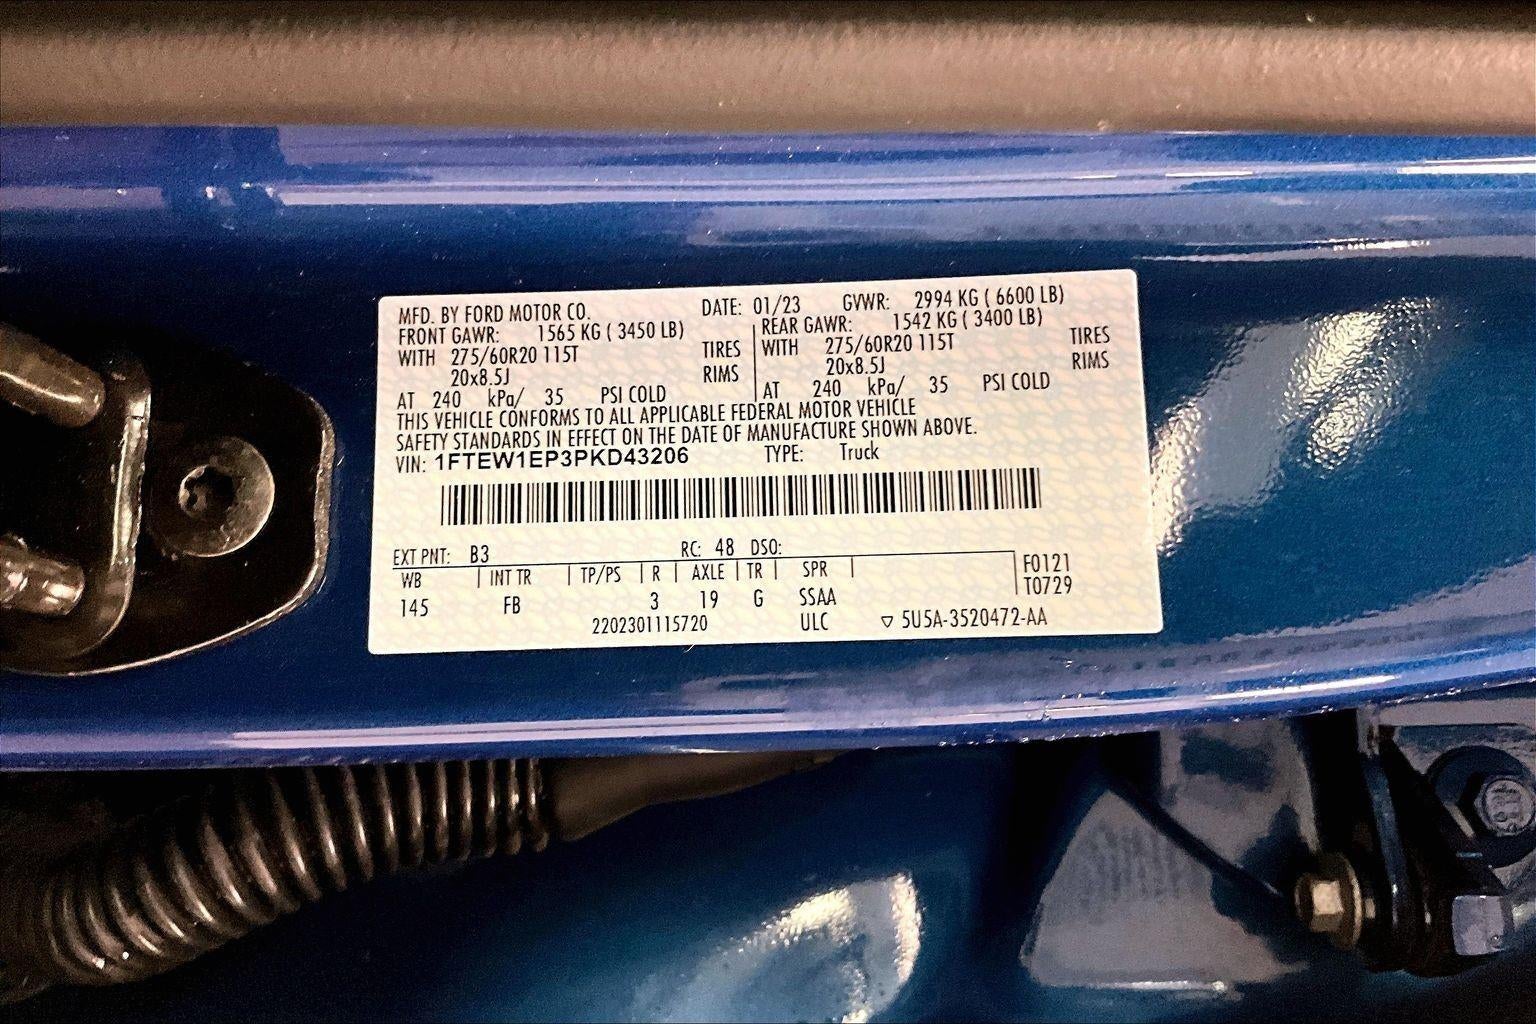 MFD. BY FORD MOTOR CO. DATE: 01/23 GVWR: 2994 KG ( 6600 LB)
FRONT GAWR: 1565 KG ( 3450 LB) REAR GAWR: 1542 KG ( 3400 LB)
WITH 275/60R20 115T TIRES WITH 275/60R20 115T TIRES
20x8.5J RIMS 20x8.5J RIMS
AT 240 kPa/ 35 PSI COLD AT 240 kPa/ 35 PSI COLD
THIS VEHICLE CONFORMS TO ALL APPLICABLE FEDERAL MOTOR VEHICLE
SAFETY STANDARDS IN EFFECT ON THE DATE OF MANUFACTURE SHOWN ABOVE.
VIN: 1FTEW1EP3PKD43206 TYPE: Truck
EXT PNT: B3 RC: 48 DSO:
WB INT TR TP/PS R AXLE TR SPR F0121
145 FB 3 19 G SSAA T0729
2202301115720 ULC ▽ 5U5A-3520472-AA